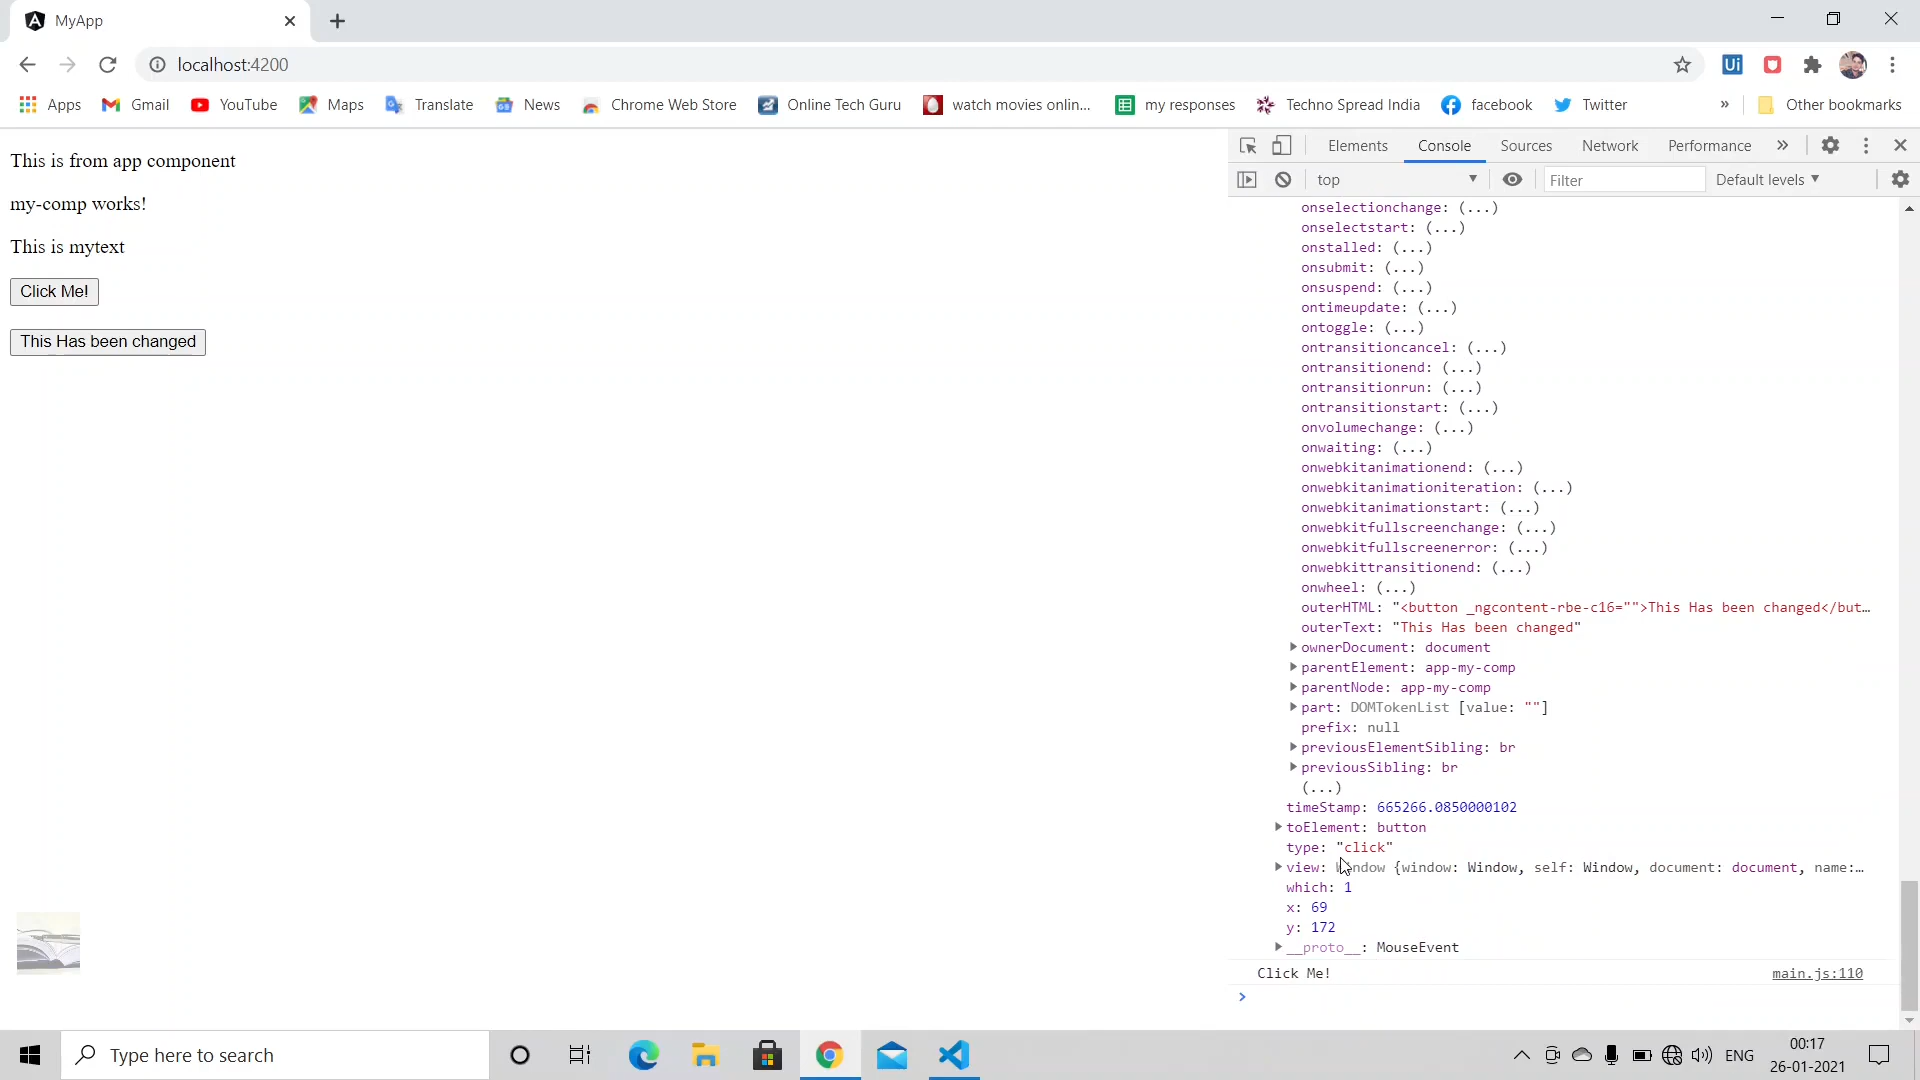 MyApp
localhost:4200
Ui
Apps Gmail YouTube Maps Translate News Chrome Web Store Online Tech Guru watch movies onlin... my responses Techno Spread India facebook Twitter » Other bookmarks
This is from app component
my-comp works!
This is mytext
Click Me!
This Has been changed
Elements Console Sources Network Performance »
top Filter Default levels
onselectionchange: (...)
onselectstart: (...)
onstalled: (...)
onsubmit: (...)
onsuspend: (...)
ontimeupdate: (...)
ontoggle: (...)
ontransitioncancel: (...)
ontransitionend: (...)
ontransitionrun: (...)
ontransitionstart: (...)
onvolumechange: (...)
onwaiting: (...)
onwebkitanimationend: (...)
onwebkitanimationiteration: (...)
onwebkitanimationstart: (...)
onwebkitfullscreenchange: (...)
onwebkitfullscreenerror: (...)
onwebkittransitionend: (...)
onwheel: (...)
outerHTML: "<button _ngcontent-rbe-c16="">This Has been changed</but…
outerText: "This Has been changed"
ownerDocument: document
parentElement: app-my-comp
parentNode: app-my-comp
part: DOMTokenList [value: ""]
prefix: null
previousElementSibling: br
previousSibling: br
(...)
timeStamp: 665266.0850000102
toElement: button
type: "click"
view: Window {window: Window, self: Window, document: document, name:…
which: 1
x: 69
y: 172
__proto__: MouseEvent
Click Me! main.js:110
>
Type here to search
ENG
00:17
26-01-2021